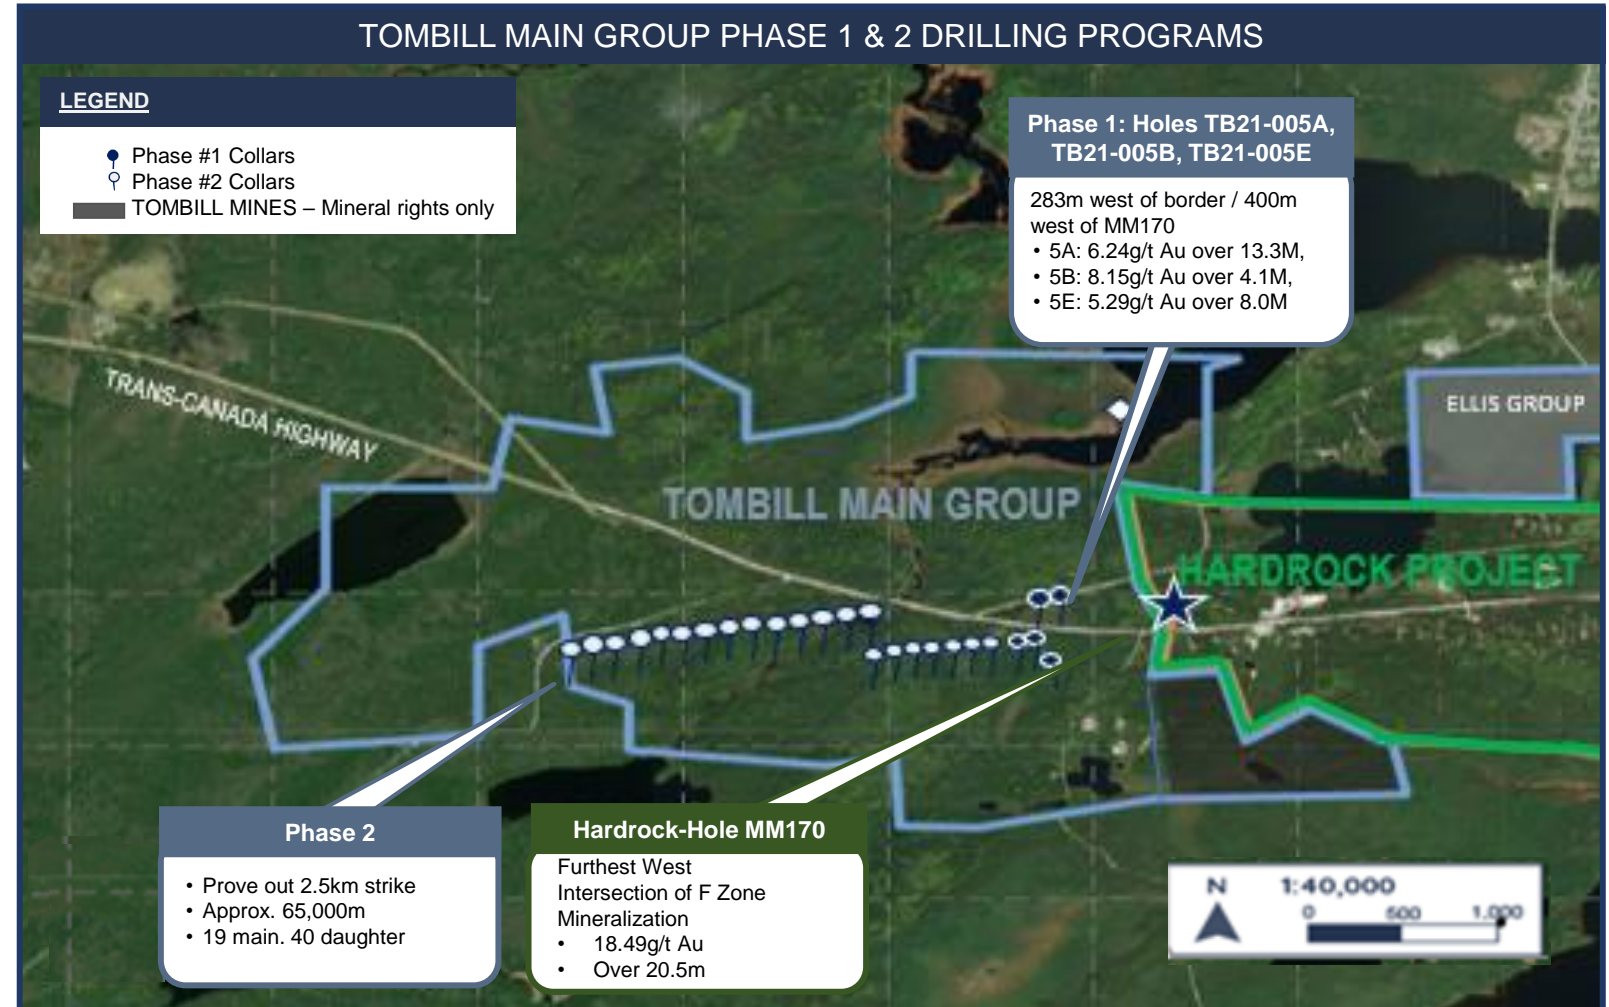 TOMBILL MAIN GROUP PHASE 1 & 2 DRILLING PROGRAMS
LEGEND
Phase #1 Collars
Phase #2 Collars
TOMBILL MINES – Mineral rights only
Phase 1: Holes TB21-005A,
TB21-005B, TB21-005E
283m west of border / 400m
west of MM170
• 5A: 6.24g/t Au over 13.3M,
• 5B: 8.15g/t Au over 4.1M,
• 5E: 5.29g/t Au over 8.0M
TRANS-CANADA HIGHWAY
ELLIS GROUP
TOMBILL MAIN GROUP
HARDROCK PROJECT
Phase 2
• Prove out 2.5km strike
• Approx. 65,000m
• 19 main. 40 daughter
Hardrock-Hole MM170
Furthest West
Intersection of F Zone
Mineralization
• 18.49g/t Au
• Over 20.5m
N 1:40,000
0 500 1,000